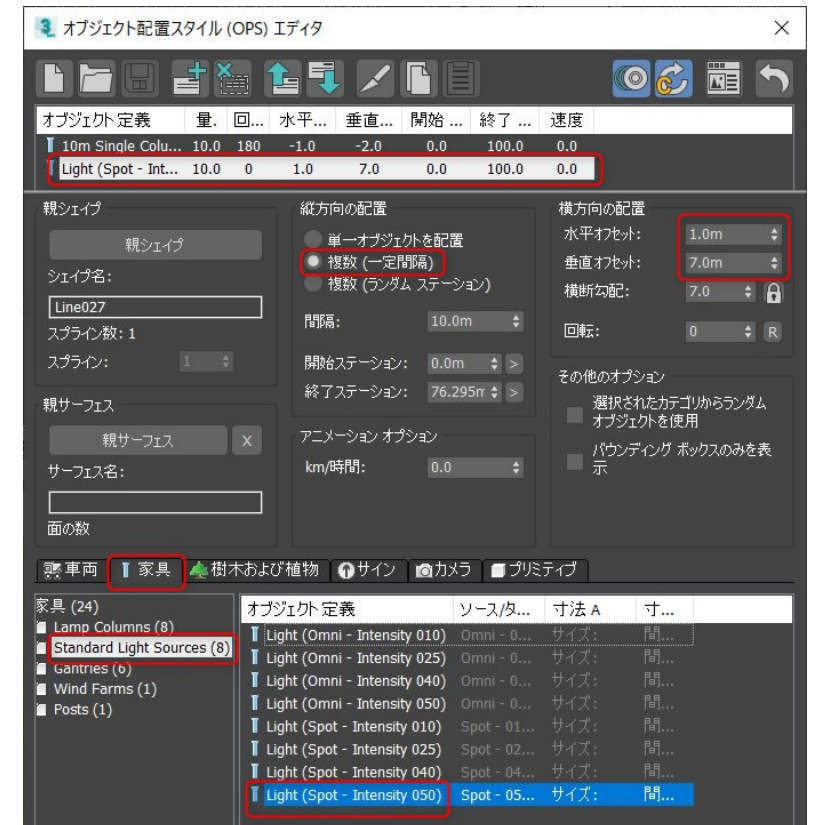 オブジェクト配置スタイル (OPS) エディタ
オブジェクト定義 量. 回... 水平... 垂直... 開始 ... 終了 ... 速度
10m Single Colu... 10.0 180 -1.0 -2.0 0.0 100.0 0.0
Light (Spot - Int... 10.0 0 1.0 7.0 0.0 100.0 0.0
親シェイプ
親シェイプ
シェイプ名:
Line027
スプライン数: 1
スプライン: 1
親サーフェス
親サーフェス X
サーフェス名:
面の数
縦方向の配置
単一オブジェクトを配置
複数 (一定間隔)
複数 (ランダム ステーション)
間隔: 10.0m
開始ステーション: 0.0m >
終了ステーション: 76.295m >
アニメーション オプション
km/時間: 0.0
横方向の配置
水平オフセット: 1.0m
垂直オフセット: 7.0m
横断勾配: 7.0
回転: 0 R
その他のオプション
選択されたカテゴリからランダム
オブジェクトを使用
バウンディング ボックスのみを表
示
車両 家具 樹木および植物 サイン カメラ プリミティブ
家具 (24)
Lamp Columns (8)
Standard Light Sources (8)
Gantries (6)
Wind Farms (1)
Posts (1)
オブジェクト定義 ソース/タ... 寸法 A 寸...
Light (Omni - Intensity 010) Omni - 0... サイズ: 間...
Light (Omni - Intensity 025) Omni - 0... サイズ: 間...
Light (Omni - Intensity 040) Omni - 0... サイズ: 間...
Light (Omni - Intensity 050) Omni - 0... サイズ: 間...
Light (Spot - Intensity 010) Spot - 01... サイズ: 間...
Light (Spot - Intensity 025) Spot - 02... サイズ: 間...
Light (Spot - Intensity 040) Spot - 04... サイズ: 間...
Light (Spot - Intensity 050) Spot - 05... サイズ: 間...